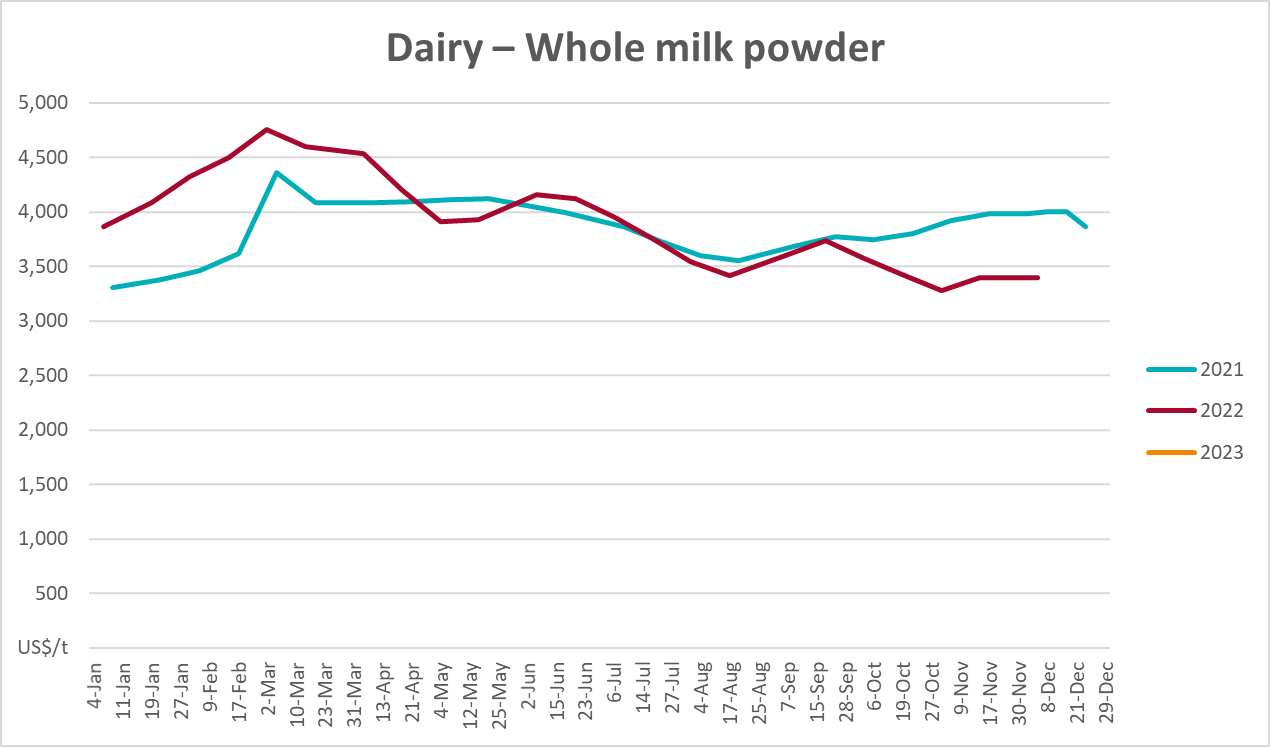 Dairy – Whole milk powder
5,000
4,500
4,000
3,500
3,000
2,500
2,000
1,500
1,000
500
US$/t
4-Jan
11-Jan
19-Jan
27-Jan
9-Feb
17-Feb
2-Mar
10-Mar
23-Mar
31-Mar
13-Apr
21-Apr
4-May
12-May
25-May
2-Jun
15-Jun
23-Jun
6-Jul
14-Jul
27-Jul
4-Aug
17-Aug
25-Aug
7-Sep
15-Sep
28-Sep
6-Oct
19-Oct
27-Oct
9-Nov
17-Nov
30-Nov
8-Dec
21-Dec
29-Dec
2021
2022
2023